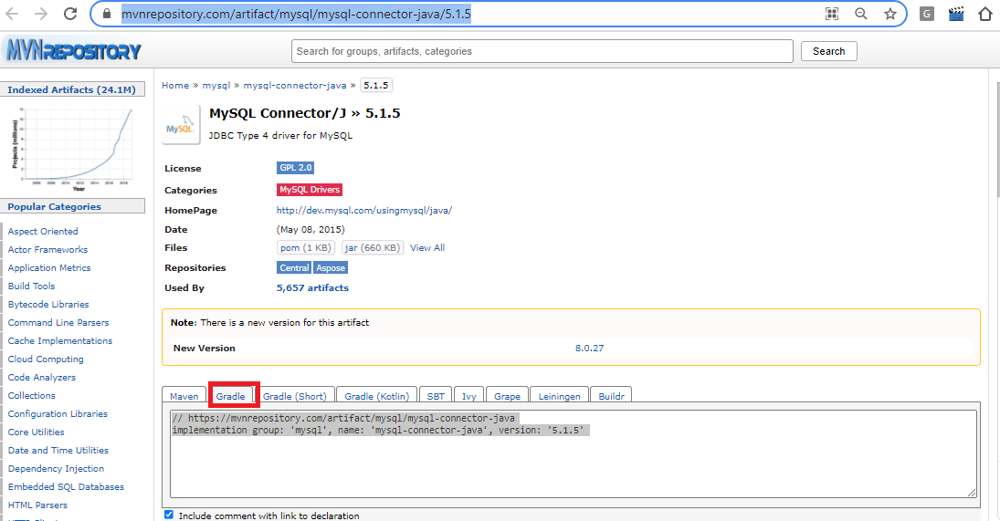 mvnrepository.com/artifact/mysql/mysql-connector-java/5.1.5
G
MVNREPOSITORY
Search for groups, artifacts, categories
Search
Indexed Artifacts (24.1M)
Projects (millions)
Year
Popular Categories
Aspect Oriented
Actor Frameworks
Application Metrics
Build Tools
Bytecode Libraries
Command Line Parsers
Cache Implementations
Cloud Computing
Code Analyzers
Collections
Configuration Libraries
Core Utilities
Date and Time Utilities
Dependency Injection
Embedded SQL Databases
HTML Parsers
Home » mysql » mysql-connector-java » 5.1.5
MySQL
MySQL Connector/J » 5.1.5
JDBC Type 4 driver for MySQL
License GPL 2.0
Categories MySQL Drivers
HomePage http://dev.mysql.com/usingmysql/java/
Date (May 08, 2015)
Files pom (1 KB) jar (660 KB) View All
Repositories Central Aspose
Used By 5,657 artifacts
Note: There is a new version for this artifact
New Version 8.0.27
Maven Gradle Gradle (Short) Gradle (Kotlin) SBT Ivy Grape Leiningen Buildr
// https://mvnrepository.com/artifact/mysql/mysql-connector-java
implementation group: 'mysql', name: 'mysql-connector-java', version: '5.1.5'
Include comment with link to declaration